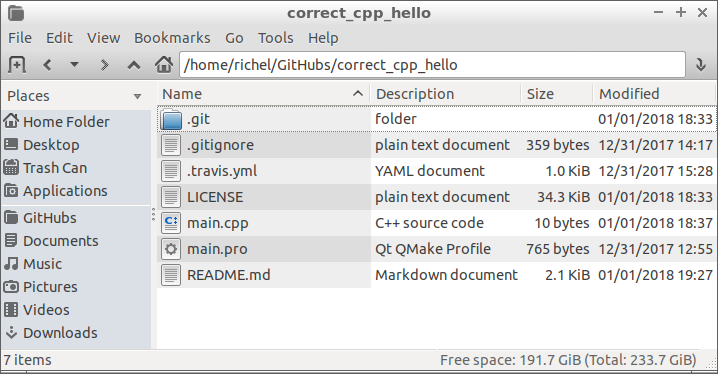 correct_cpp_hello
File Edit View Bookmarks Go Tools Help
/home/richel/GitHubs/correct_cpp_hello
Places
Home Folder
Desktop
Trash Can
Applications
GitHubs
Documents
Music
Pictures
Videos
Downloads
Name Description Size Modified
.git folder 01/01/2018 18:33
.gitignore plain text document 359 bytes 12/31/2017 14:17
.travis.yml YAML document 1.0 KiB 12/31/2017 15:28
LICENSE plain text document 34.3 KiB 01/01/2018 18:33
main.cpp C++ source code 10 bytes 01/01/2018 18:37
main.pro Qt QMake Profile 765 bytes 12/31/2017 12:55
README.md Markdown document 2.1 KiB 01/01/2018 19:27
7 items Free space: 191.7 GiB (Total: 233.7 GiB)